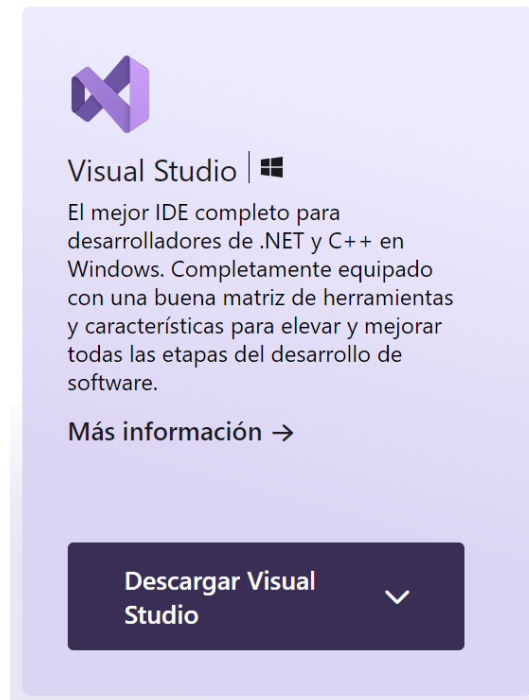 Visual Studio
El mejor IDE completo para
desarrolladores de .NET y C++ en
Windows. Completamente equipado
con una buena matriz de herramientas
y características para elevar y mejorar
todas las etapas del desarrollo de
software.
Más información →
Descargar Visual
Studio